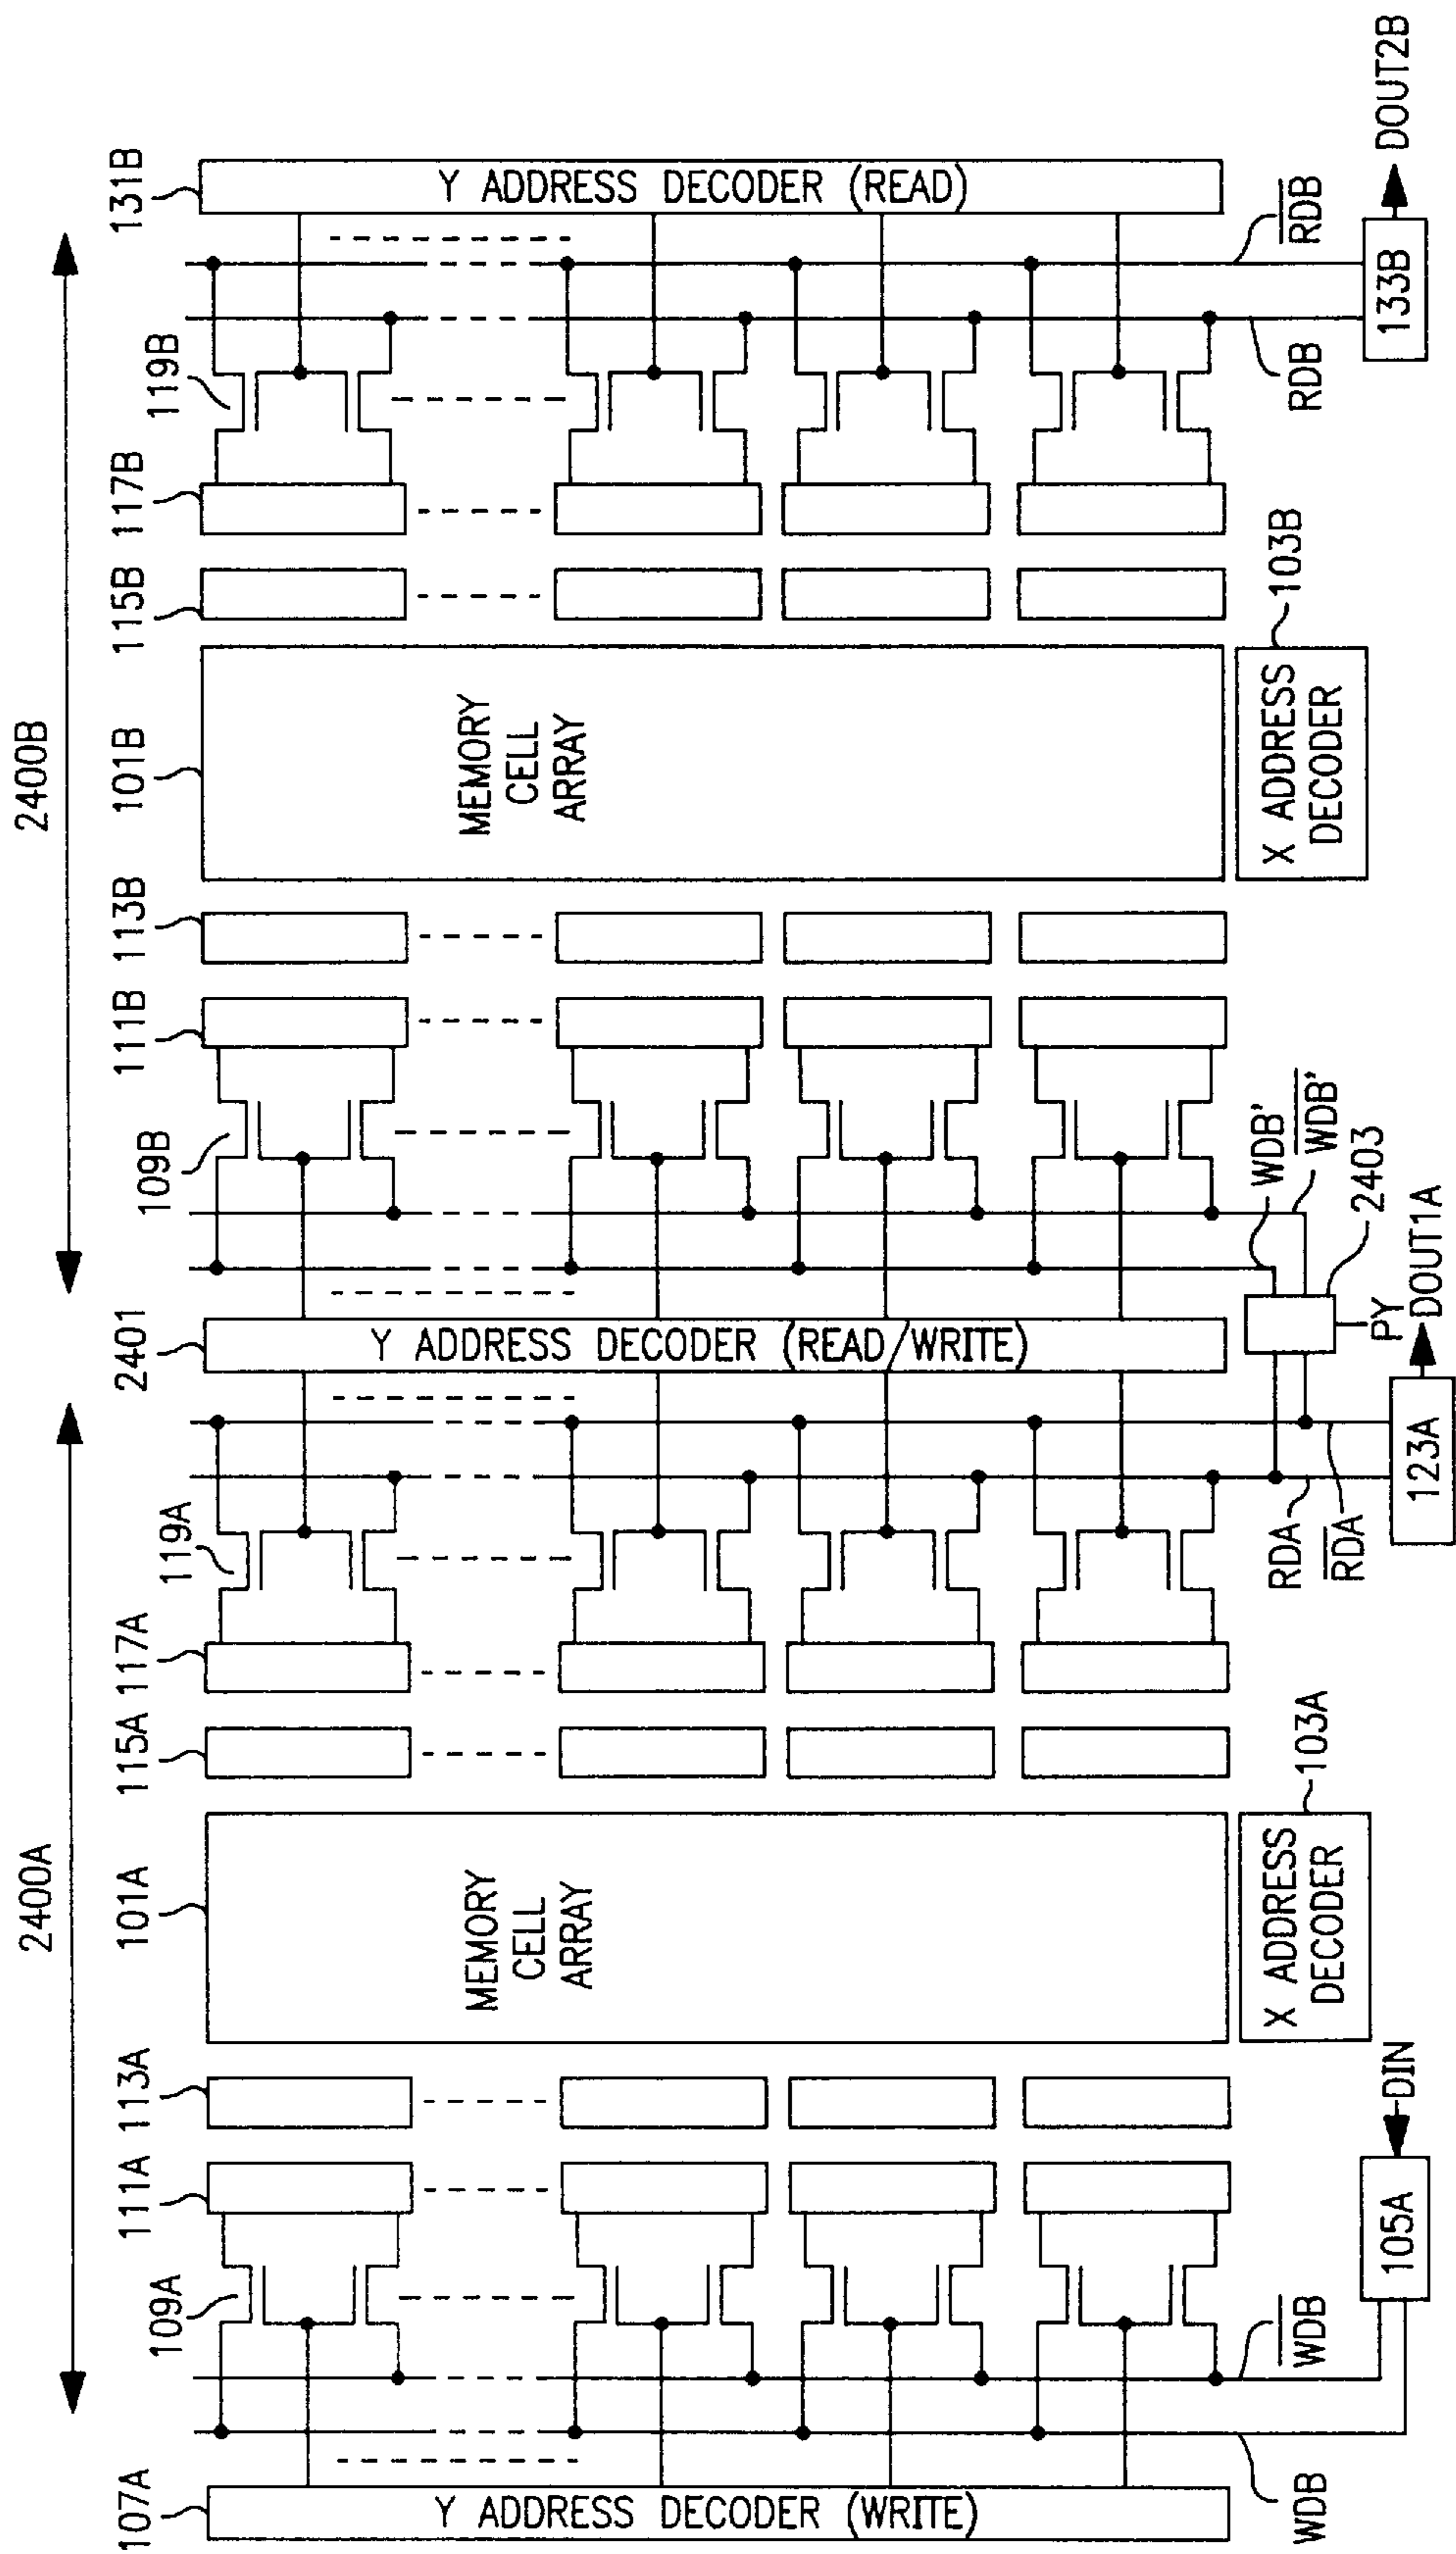 2400A
2400B
107A
109A
111A
113A
101A
115A
117A
119A
2401
109B
111B
113B
101B
115B
117B
119B
131B
Y ADDRESS DECODER (WRITE)
MEMORY
CELL
ARRAY
Y ADDRESS DECODER (READ/WRITE)
MEMORY
CELL
ARRAY
Y ADDRESS DECODER (READ)
X ADDRESS
DECODER
103A
X ADDRESS
DECODER
103B
WDB
WDB
105A
DIN
RDA
RDA
123A
DOUT1A
PY
2403
WDB'
WDB'
RDB
RDB
133B
DOUT2B